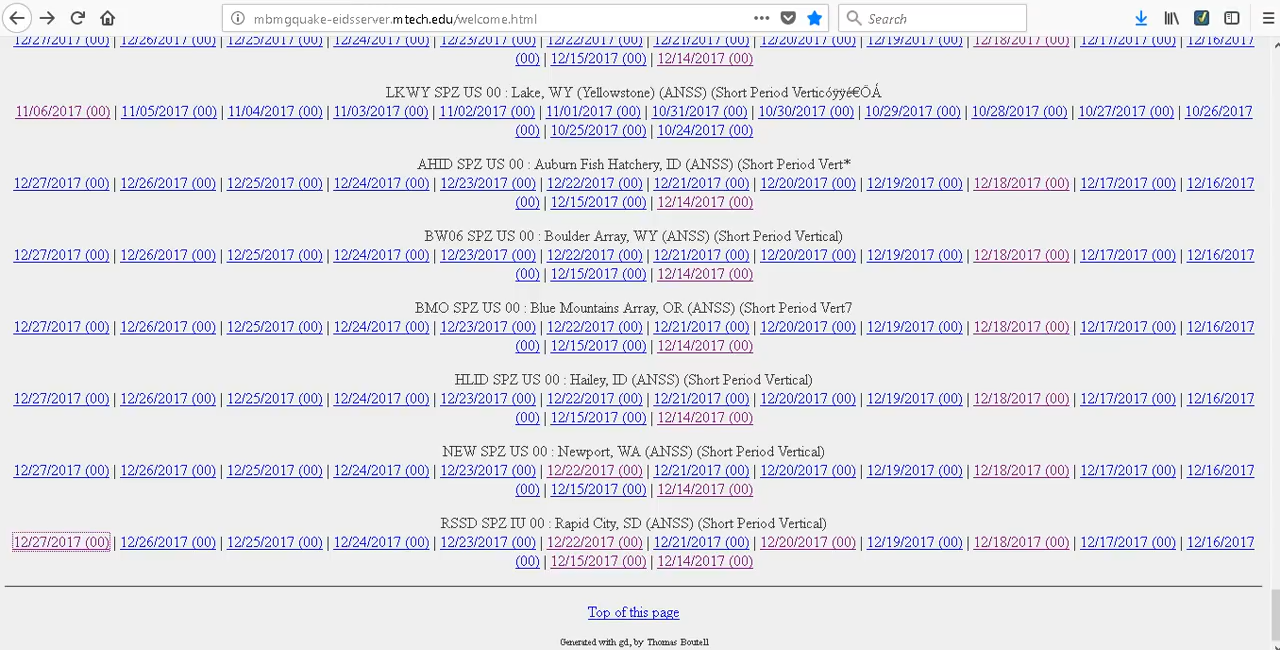 mbmgquake-eidsserver.mtech.edu/welcome.html
Search
12/27/2017 (00) | 12/26/2017 (00) | 12/25/2017 (00) | 12/24/2017 (00) | 12/23/2017 (00) | 12/22/2017 (00) | 12/21/2017 (00) | 12/20/2017 (00) | 12/19/2017 (00) | 12/18/2017 (00) | 12/17/2017 (00) | 12/16/2017
(00) | 12/15/2017 (00) | 12/14/2017 (00)
LKWY SPZ US 00 : Lake, WY (Yellowstone) (ANSS) (Short Period Verticóÿÿé€ÖÁ
11/06/2017 (00) | 11/05/2017 (00) | 11/04/2017 (00) | 11/03/2017 (00) | 11/02/2017 (00) | 11/01/2017 (00) | 10/31/2017 (00) | 10/30/2017 (00) | 10/29/2017 (00) | 10/28/2017 (00) | 10/27/2017 (00) | 10/26/2017
(00) | 10/25/2017 (00) | 10/24/2017 (00)
AHID SPZ US 00 : Auburn Fish Hatchery, ID (ANSS) (Short Period Vert*
12/27/2017 (00) | 12/26/2017 (00) | 12/25/2017 (00) | 12/24/2017 (00) | 12/23/2017 (00) | 12/22/2017 (00) | 12/21/2017 (00) | 12/20/2017 (00) | 12/19/2017 (00) | 12/18/2017 (00) | 12/17/2017 (00) | 12/16/2017
(00) | 12/15/2017 (00) | 12/14/2017 (00)
BW06 SPZ US 00 : Boulder Array, WY (ANSS) (Short Period Vertical)
12/27/2017 (00) | 12/26/2017 (00) | 12/25/2017 (00) | 12/24/2017 (00) | 12/23/2017 (00) | 12/22/2017 (00) | 12/21/2017 (00) | 12/20/2017 (00) | 12/19/2017 (00) | 12/18/2017 (00) | 12/17/2017 (00) | 12/16/2017
(00) | 12/15/2017 (00) | 12/14/2017 (00)
BMO SPZ US 00 : Blue Mountains Array, OR (ANSS) (Short Period Vert7
12/27/2017 (00) | 12/26/2017 (00) | 12/25/2017 (00) | 12/24/2017 (00) | 12/23/2017 (00) | 12/22/2017 (00) | 12/21/2017 (00) | 12/20/2017 (00) | 12/19/2017 (00) | 12/18/2017 (00) | 12/17/2017 (00) | 12/16/2017
(00) | 12/15/2017 (00) | 12/14/2017 (00)
HLID SPZ US 00 : Hailey, ID (ANSS) (Short Period Vertical)
12/27/2017 (00) | 12/26/2017 (00) | 12/25/2017 (00) | 12/24/2017 (00) | 12/23/2017 (00) | 12/22/2017 (00) | 12/21/2017 (00) | 12/20/2017 (00) | 12/19/2017 (00) | 12/18/2017 (00) | 12/17/2017 (00) | 12/16/2017
(00) | 12/15/2017 (00) | 12/14/2017 (00)
NEW SPZ US 00 : Newport, WA (ANSS) (Short Period Vertical)
12/27/2017 (00) | 12/26/2017 (00) | 12/25/2017 (00) | 12/24/2017 (00) | 12/23/2017 (00) | 12/22/2017 (00) | 12/21/2017 (00) | 12/20/2017 (00) | 12/19/2017 (00) | 12/18/2017 (00) | 12/17/2017 (00) | 12/16/2017
(00) | 12/15/2017 (00) | 12/14/2017 (00)
RSSD SPZ IU 00 : Rapid City, SD (ANSS) (Short Period Vertical)
12/27/2017 (00) | 12/26/2017 (00) | 12/25/2017 (00) | 12/24/2017 (00) | 12/23/2017 (00) | 12/22/2017 (00) | 12/21/2017 (00) | 12/20/2017 (00) | 12/19/2017 (00) | 12/18/2017 (00) | 12/17/2017 (00) | 12/16/2017
(00) | 12/15/2017 (00) | 12/14/2017 (00)
Top of this page
Generated with gd, by Thomas Boutell